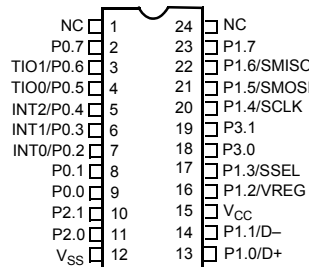 NC 1 24 NC
P0.7 2 23 P1.7
TIO1/P0.6 3 22 P1.6/SMISO
TIO0/P0.5 4 21 P1.5/SMOSI
INT2/P0.4 5 20 P1.4/SCLK
INT1/P0.3 6 19 P3.1
INT0/P0.2 7 18 P3.0
P0.1 8 17 P1.3/SSEL
P0.0 9 16 P1.2/VREG
P2.1 10 15 VCC
P2.0 11 14 P1.1/D–
VSS 12 13 P1.0/D+